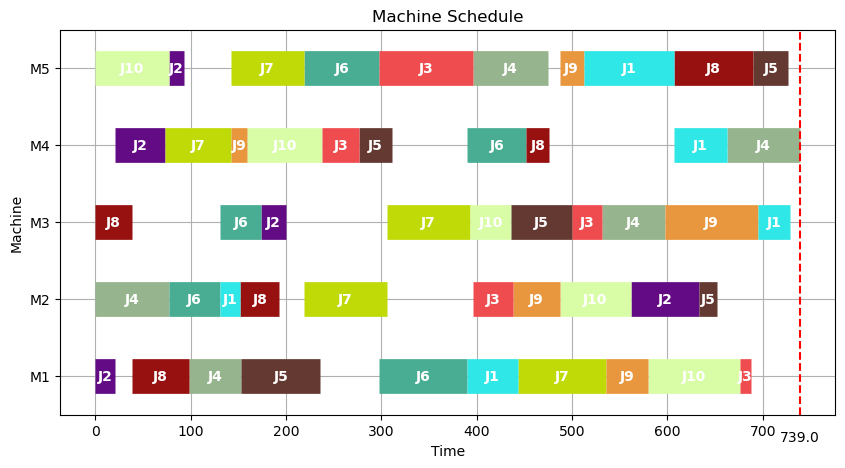 Machine Schedule
Machine
M5
J10 J2 J7 J6 J3 J4 J9 J1 J8 J5
M4
J2 J7 J9 J10 J3 J5 J6 J8 J1 J4
M3
J8 J6 J2 J7 J10 J5 J3 J4 J9 J1
M2
J4 J6 J1 J8 J7 J3 J9 J10 J2 J5
M1
J2 J8 J4 J5 J6 J1 J7 J9 J10 J3
0 100 200 300 400 500 600 700
739.0
Time